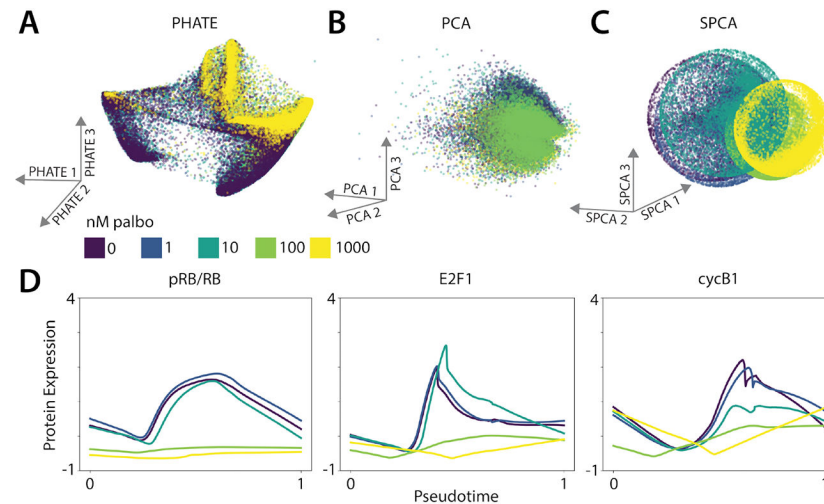 A PHATE
B PCA
C SPCA
PHATE 1
PHATE 2
PHATE 3
PCA 1
PCA 2
PCA 3
SPCA 2
SPCA 1
SPCA 3
nM palbo
0 1 10 100 1000
D pRB/RB E2F1 cycB1
Protein Expression
4 4 4
-1 -1 -1
0 1 0 1 0 1
Pseudotime